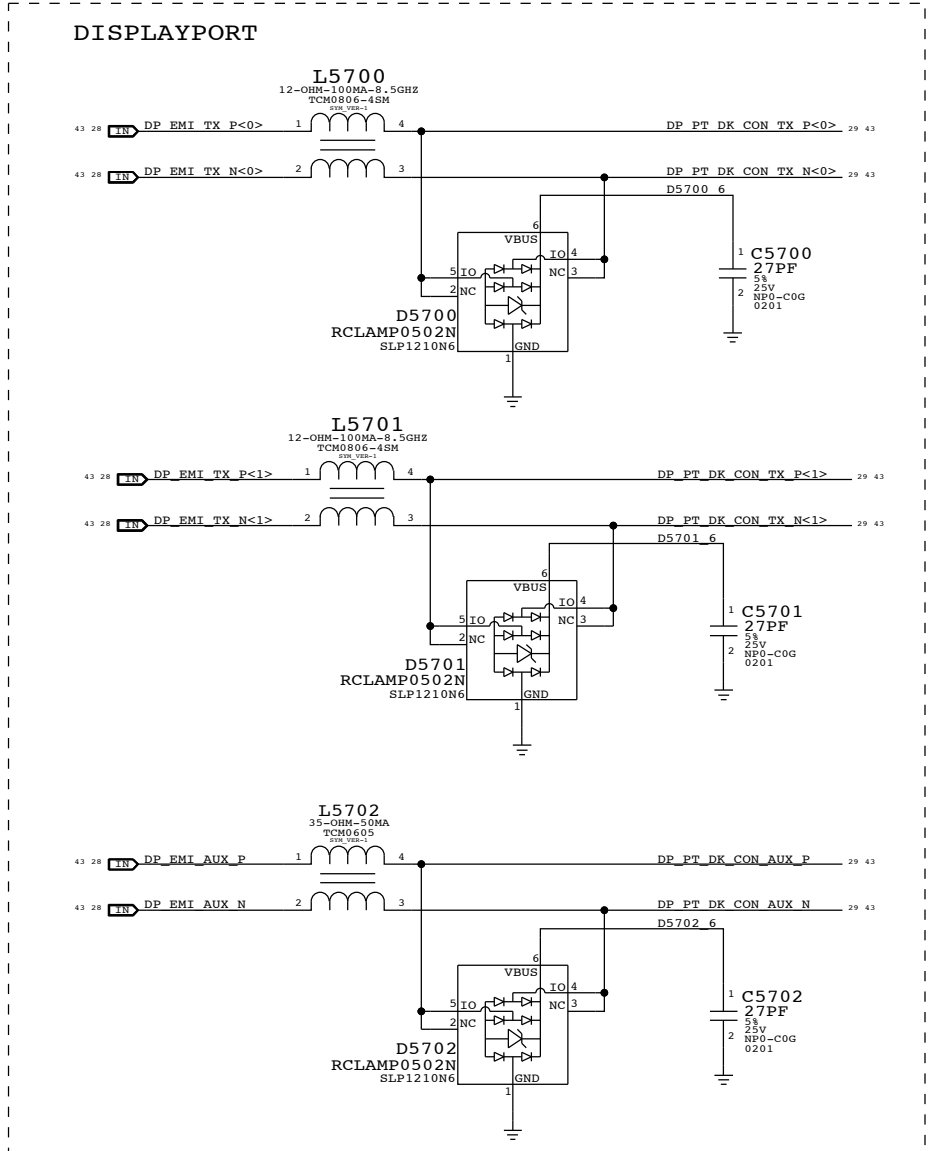 DISPLAYPORT
L5700
12-OHM-100MA-8.5GHZ
TCM0806-4SM
SYM_VER-1
43 28 IN DP_EMI_TX_P<0> 1 4 DP_PT_DK_CON_TX_P<0> 29 43
43 28 IN DP_EMI_TX_N<0> 2 3 DP_PT_DK_CON_TX_N<0> 29 43
D5700_6
6
VBUS
IO 4
5 IO NC 3
2 NC
1 C5700
27PF
5%
25V
2 NP0-C0G
0201
D5700
RCLAMP0502N
SLP1210N6 GND
1
L5701
12-OHM-100MA-8.5GHZ
TCM0806-4SM
SYM_VER-1
43 28 IN DP_EMI_TX_P<1> 1 4 DP_PT_DK_CON_TX_P<1> 29 43
43 28 IN DP_EMI_TX_N<1> 2 3 DP_PT_DK_CON_TX_N<1> 29 43
D5701_6
6
VBUS
IO 4
5 IO NC 3
2 NC
1 C5701
27PF
5%
25V
2 NP0-C0G
0201
D5701
RCLAMP0502N
SLP1210N6 GND
1
L5702
35-OHM-50MA
TCM0605
SYM_VER-1
43 28 IN DP_EMI_AUX_P 1 4 DP_PT_DK_CON_AUX_P 29 43
43 28 IN DP_EMI_AUX_N 2 3 DP_PT_DK_CON_AUX_N 29 43
D5702_6
6
VBUS
IO 4
5 IO NC 3
2 NC
1 C5702
27PF
5%
25V
2 NP0-C0G
0201
D5702
RCLAMP0502N
SLP1210N6 GND
1